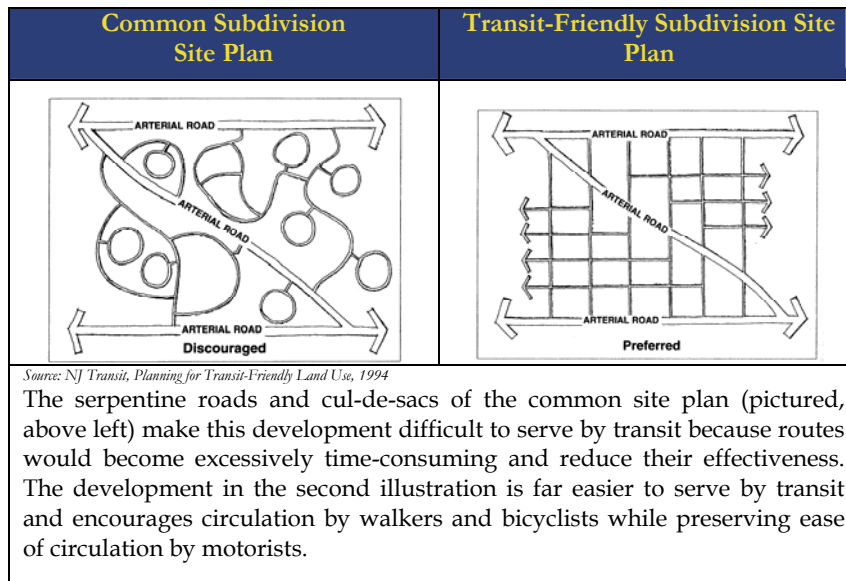 Common Subdivision
Site Plan
Transit-Friendly Subdivision Site
Plan
ARTERIAL ROAD
ARTERIAL ROAD
ARTERIAL ROAD
Discouraged
ARTERIAL ROAD
ARTERIAL ROAD
ARTERIAL ROAD
Preferred
Source: NJ Transit, Planning for Transit-Friendly Land Use, 1994
The serpentine roads and cul-de-sacs of the common site plan (pictured,
above left) make this development difficult to serve by transit because routes
would become excessively time-consuming and reduce their effectiveness.
The development in the second illustration is far easier to serve by transit
and encourages circulation by walkers and bicyclists while preserving ease
of circulation by motorists.